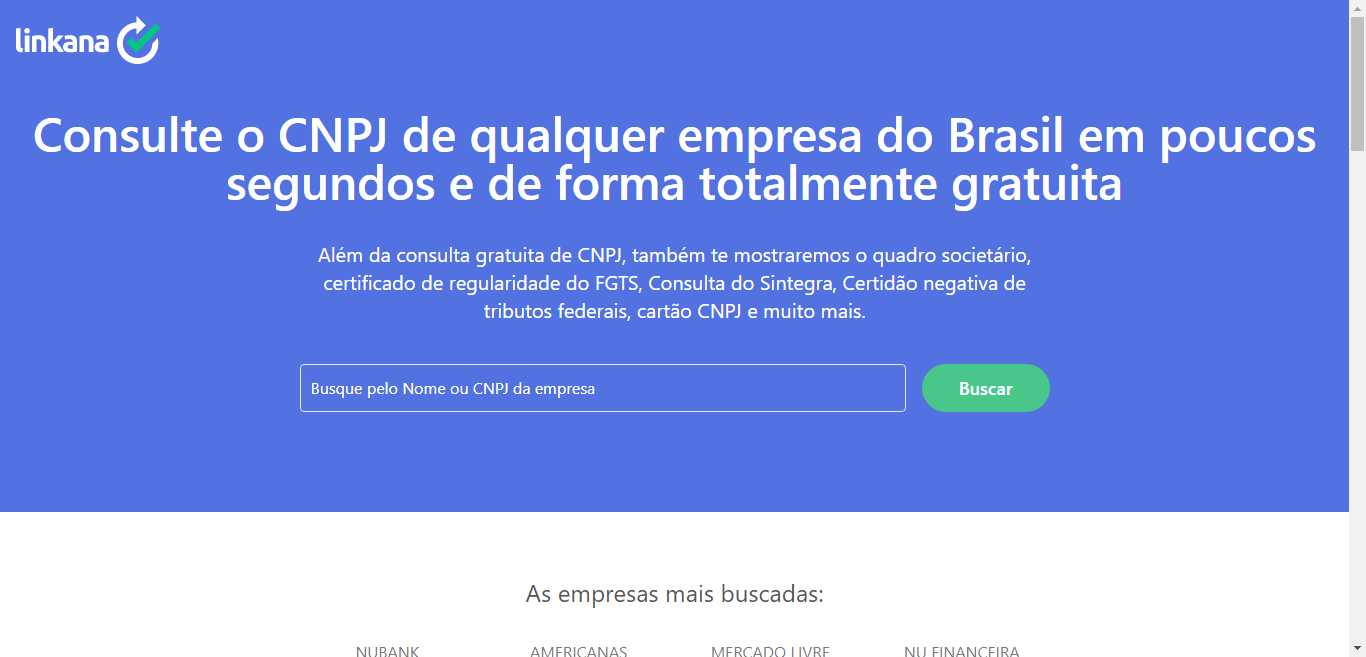 linkana
Consulte o CNPJ de qualquer empresa do Brasil em poucos
segundos e de forma totalmente gratuita
Além da consulta gratuita de CNPJ, também te mostraremos o quadro societário,
certificado de regularidade do FGTS, Consulta do Sintegra, Certidão negativa de
tributos federais, cartão CNPJ e muito mais.
Busque pelo Nome ou CNPJ da empresa
Buscar
As empresas mais buscadas:
NUBANK AMERICANAS MERCADO LIVRE NU FINANCEIRA